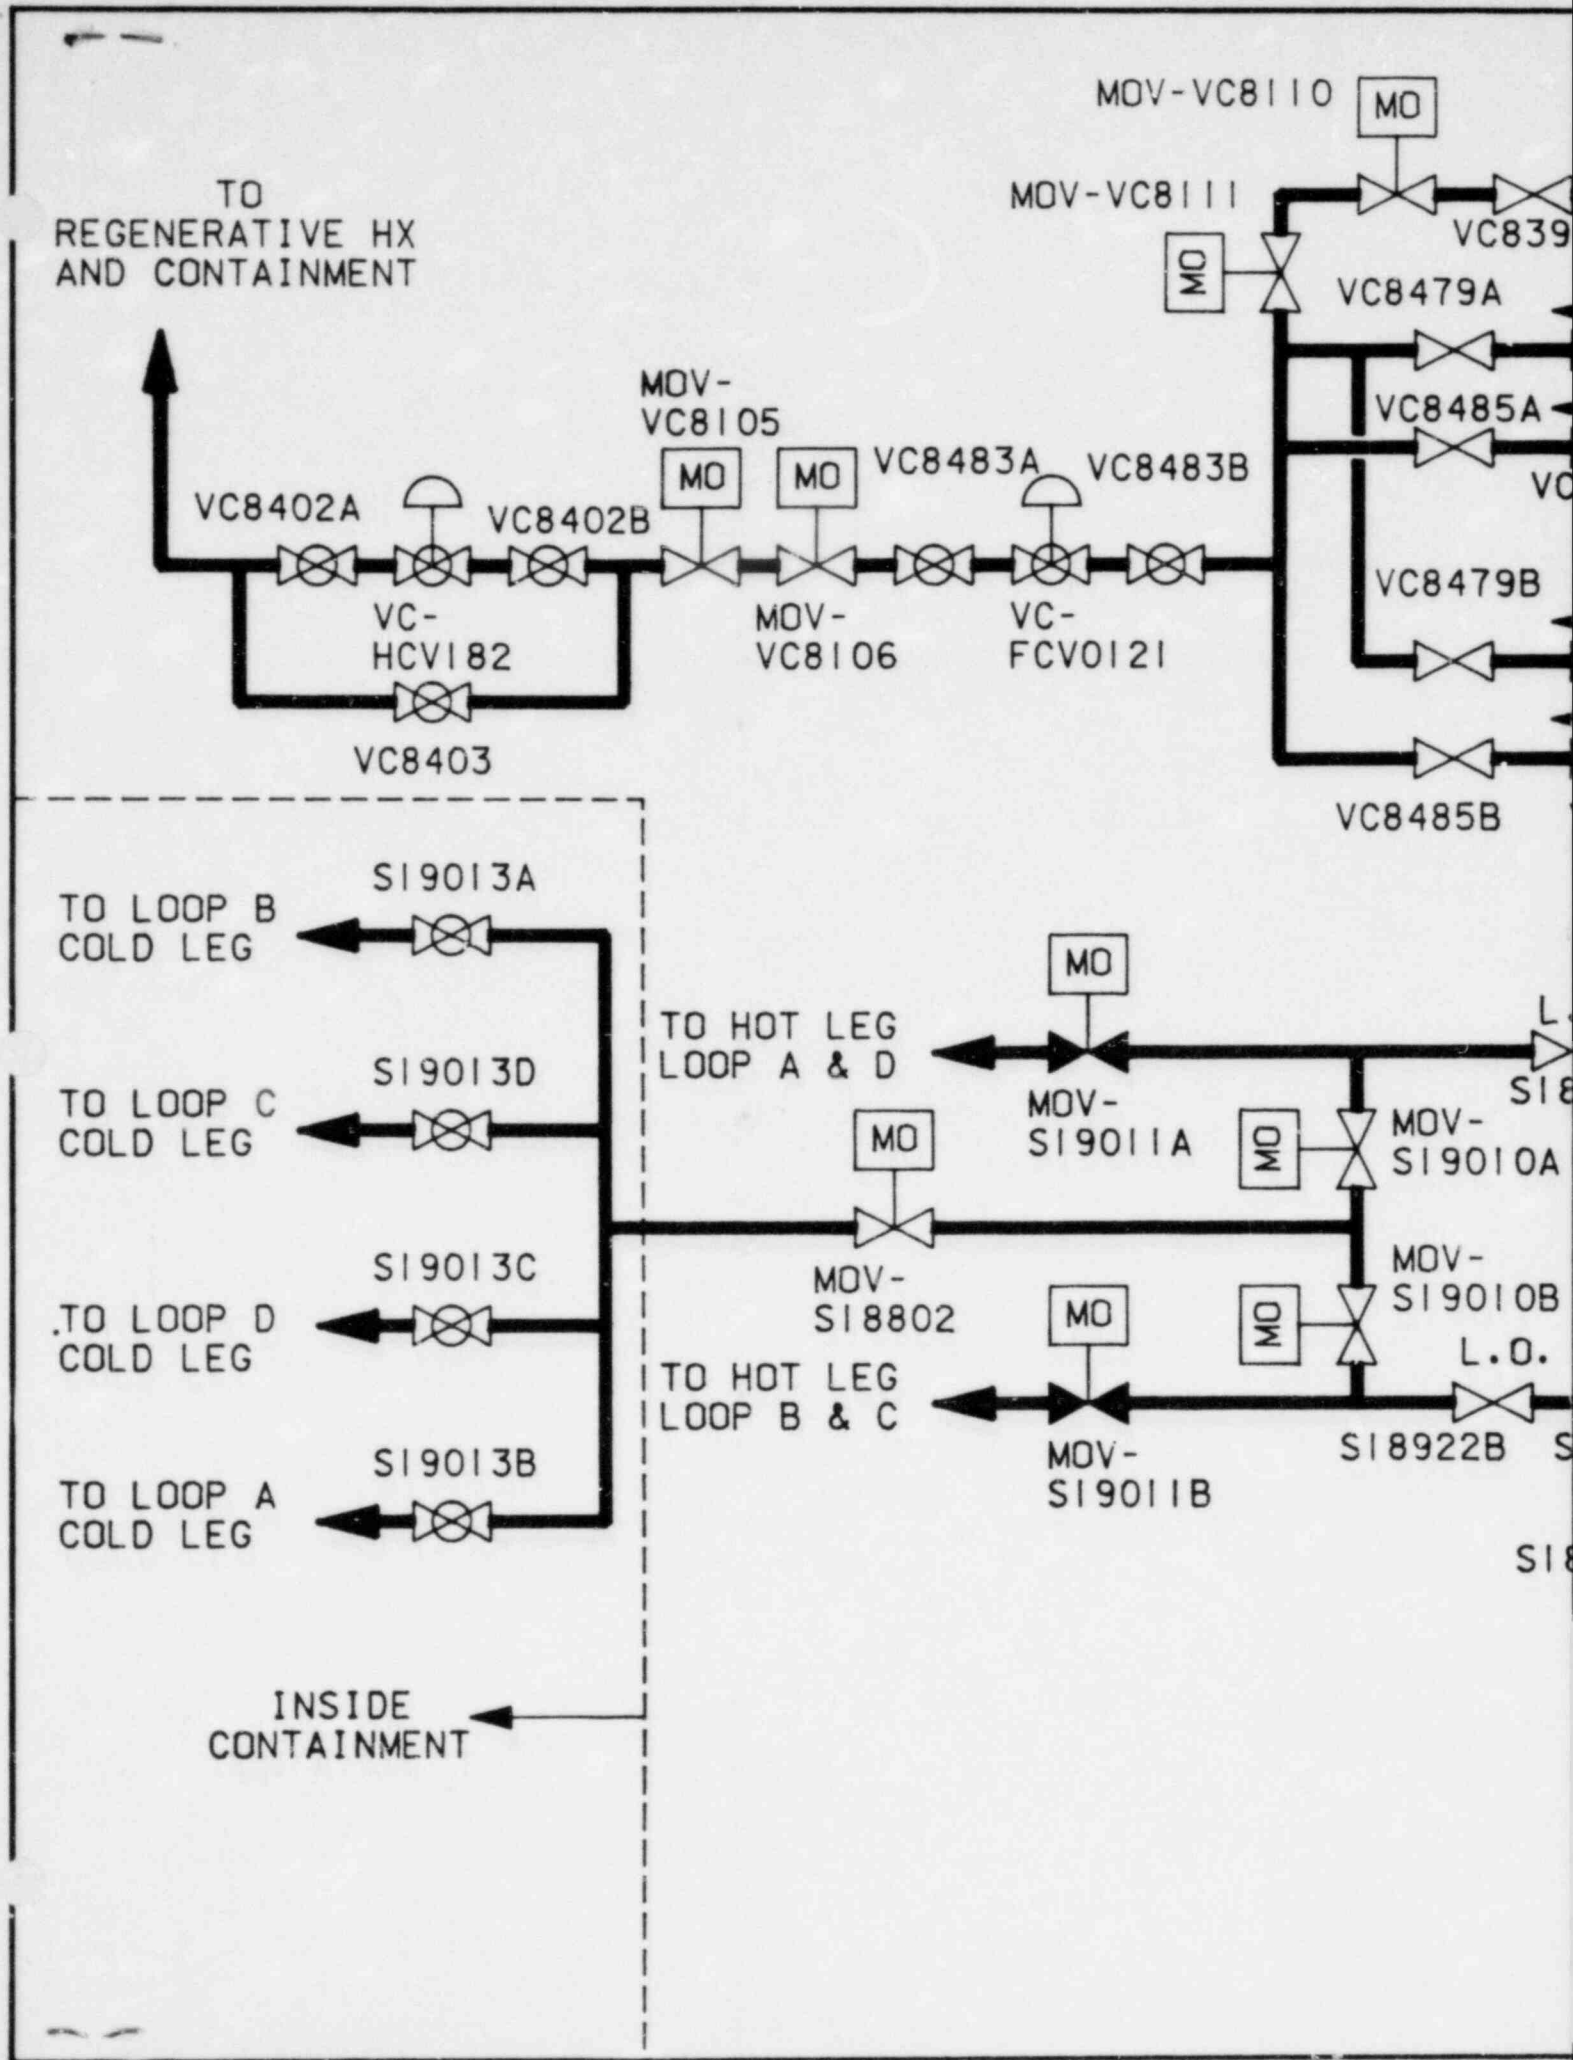 MOV-VC8110
MO
MOV-VC8111
MO
TO
REGENERATIVE HX
AND CONTAINMENT
VC839
VC8479A
MOV-
VC8105
VC8485A
MO
MO
VC8483A
VC8483B
VC
VC8402A
VC8402B
VC8479B
VC-
HCV182
MOV-
VC8106
VC-
FCV0121
VC8403
VC8485B
SI9013A
TO LOOP B
COLD LEG
MO
TO HOT LEG
LOOP A & D
L.
SI9013D
TO LOOP C
COLD LEG
MOV-
SI9011A
SI8
MO
MO
MOV-
SI9010A
SI9013C
MOV-
SI8802
MOV-
SI9010B
TO LOOP D
COLD LEG
MO
MO
L.O.
TO HOT LEG
LOOP B & C
SI8922B
S
SI9013B
MOV-
SI9011B
TO LOOP A
COLD LEG
SI8
INSIDE
CONTAINMENT